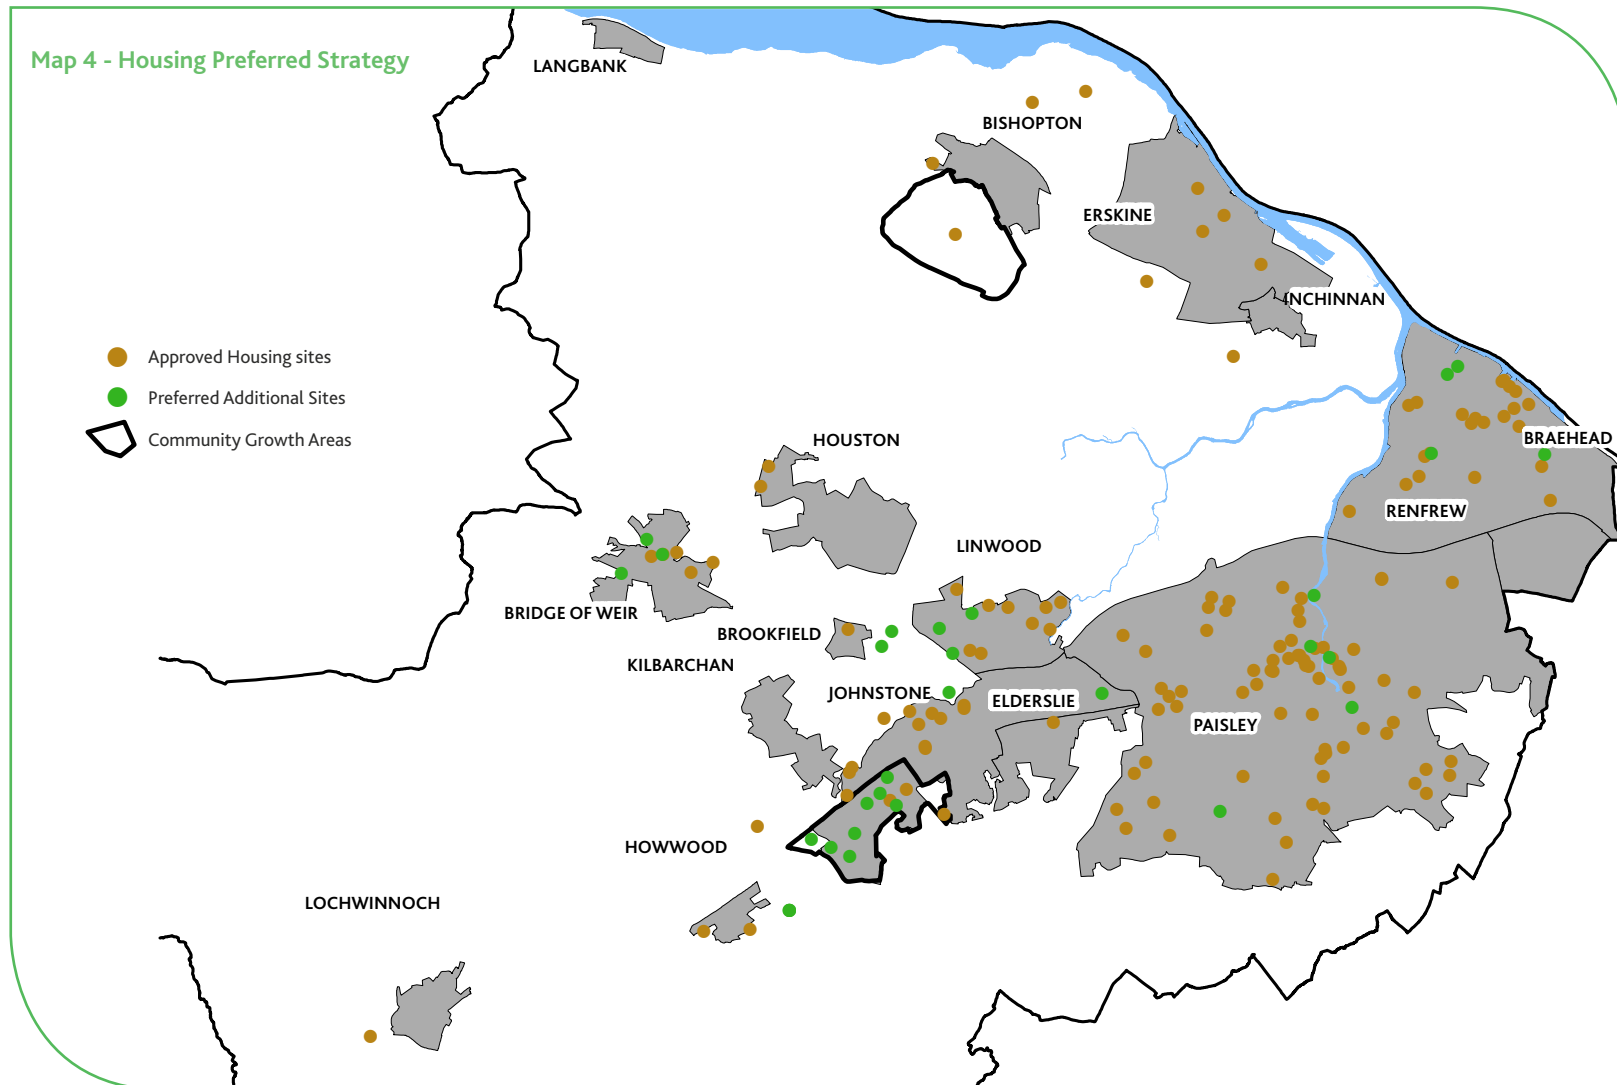 Map 4 - Housing Preferred Strategy
LANGBANK
BISHOPTON
ERSKINE
INCHINNAN
Approved Housing sites
Preferred Additional Sites
Community Growth Areas
HOUSTON
BRAEHEAD
RENFREW
LINWOOD
BRIDGE OF WEIR
BROOKFIELD
KILBARCHAN
JOHNSTONE
ELDERSLIE
PAISLEY
HOWWOOD
LOCHWINNOCH